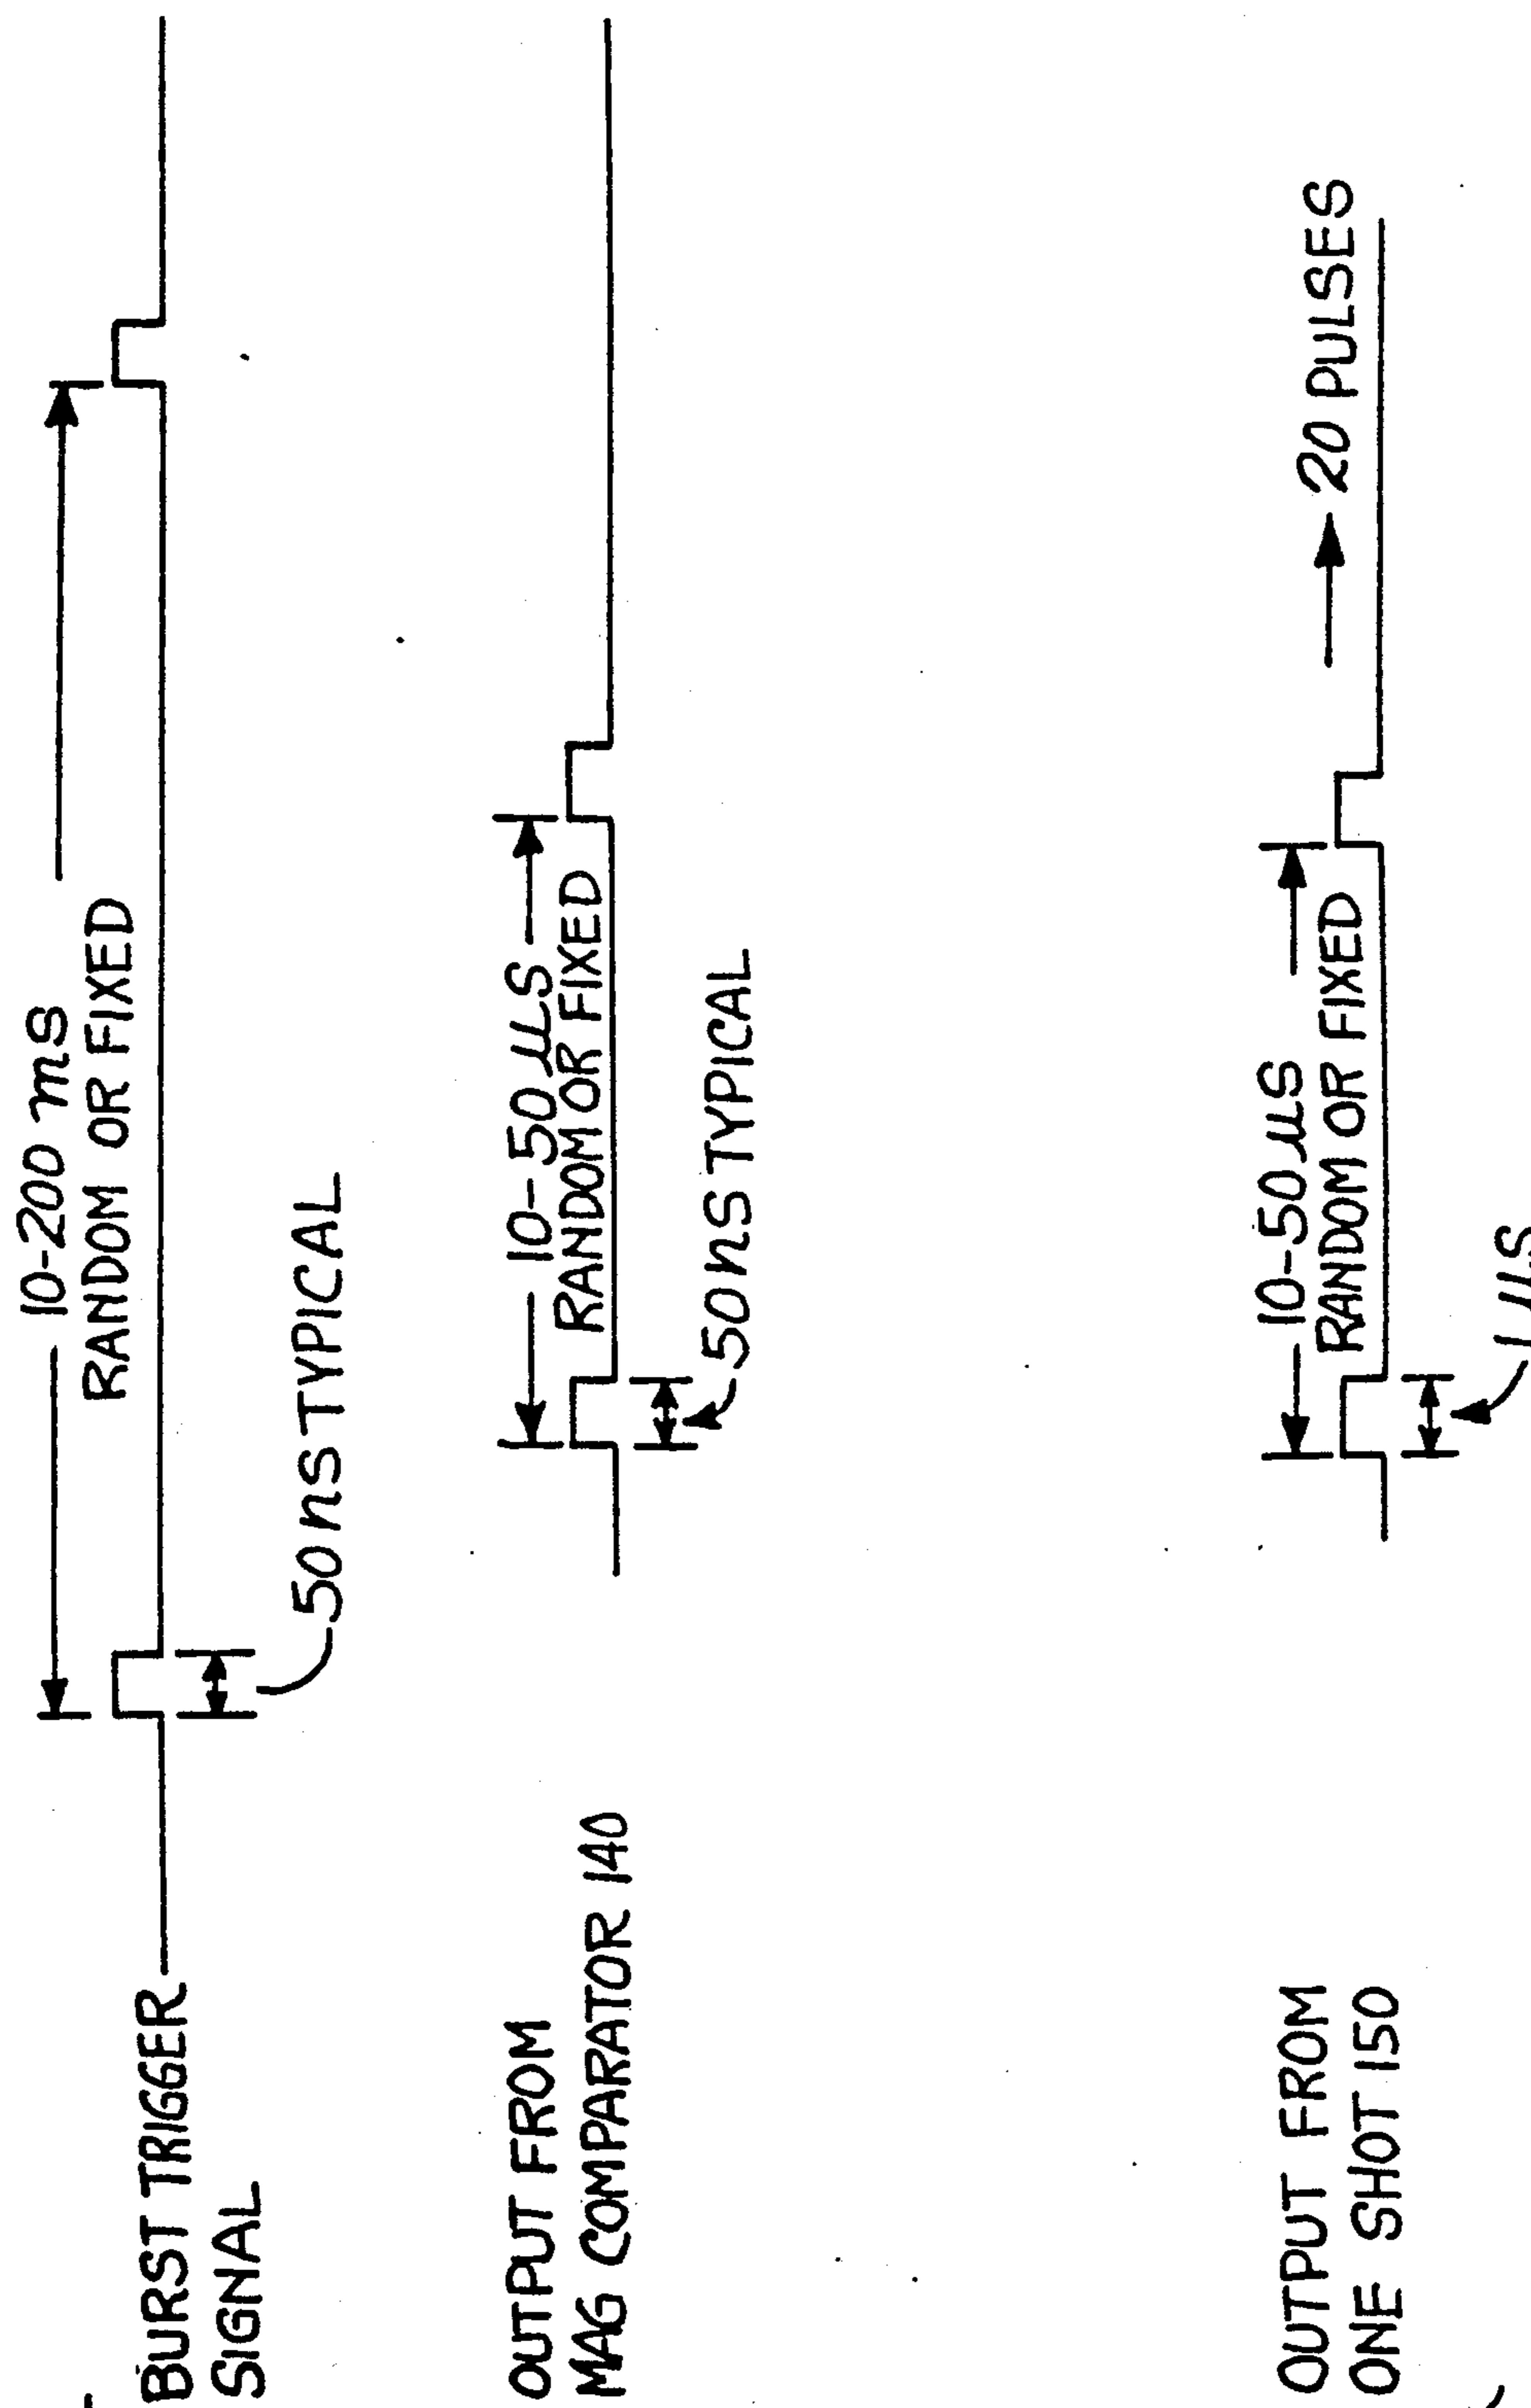 10-200 ms
RANDOM OR FIXED
BURST TRIGGER
SIGNAL
50 ns TYPICAL
10-50 μs
RANDOM OR FIXED
OUTPUT FROM
MAG COMPARATOR 140
50 ns TYPICAL
10-50 μs
RANDOM OR FIXED
20 PULSES
OUTPUT FROM
ONE SHOT 150
1 μs